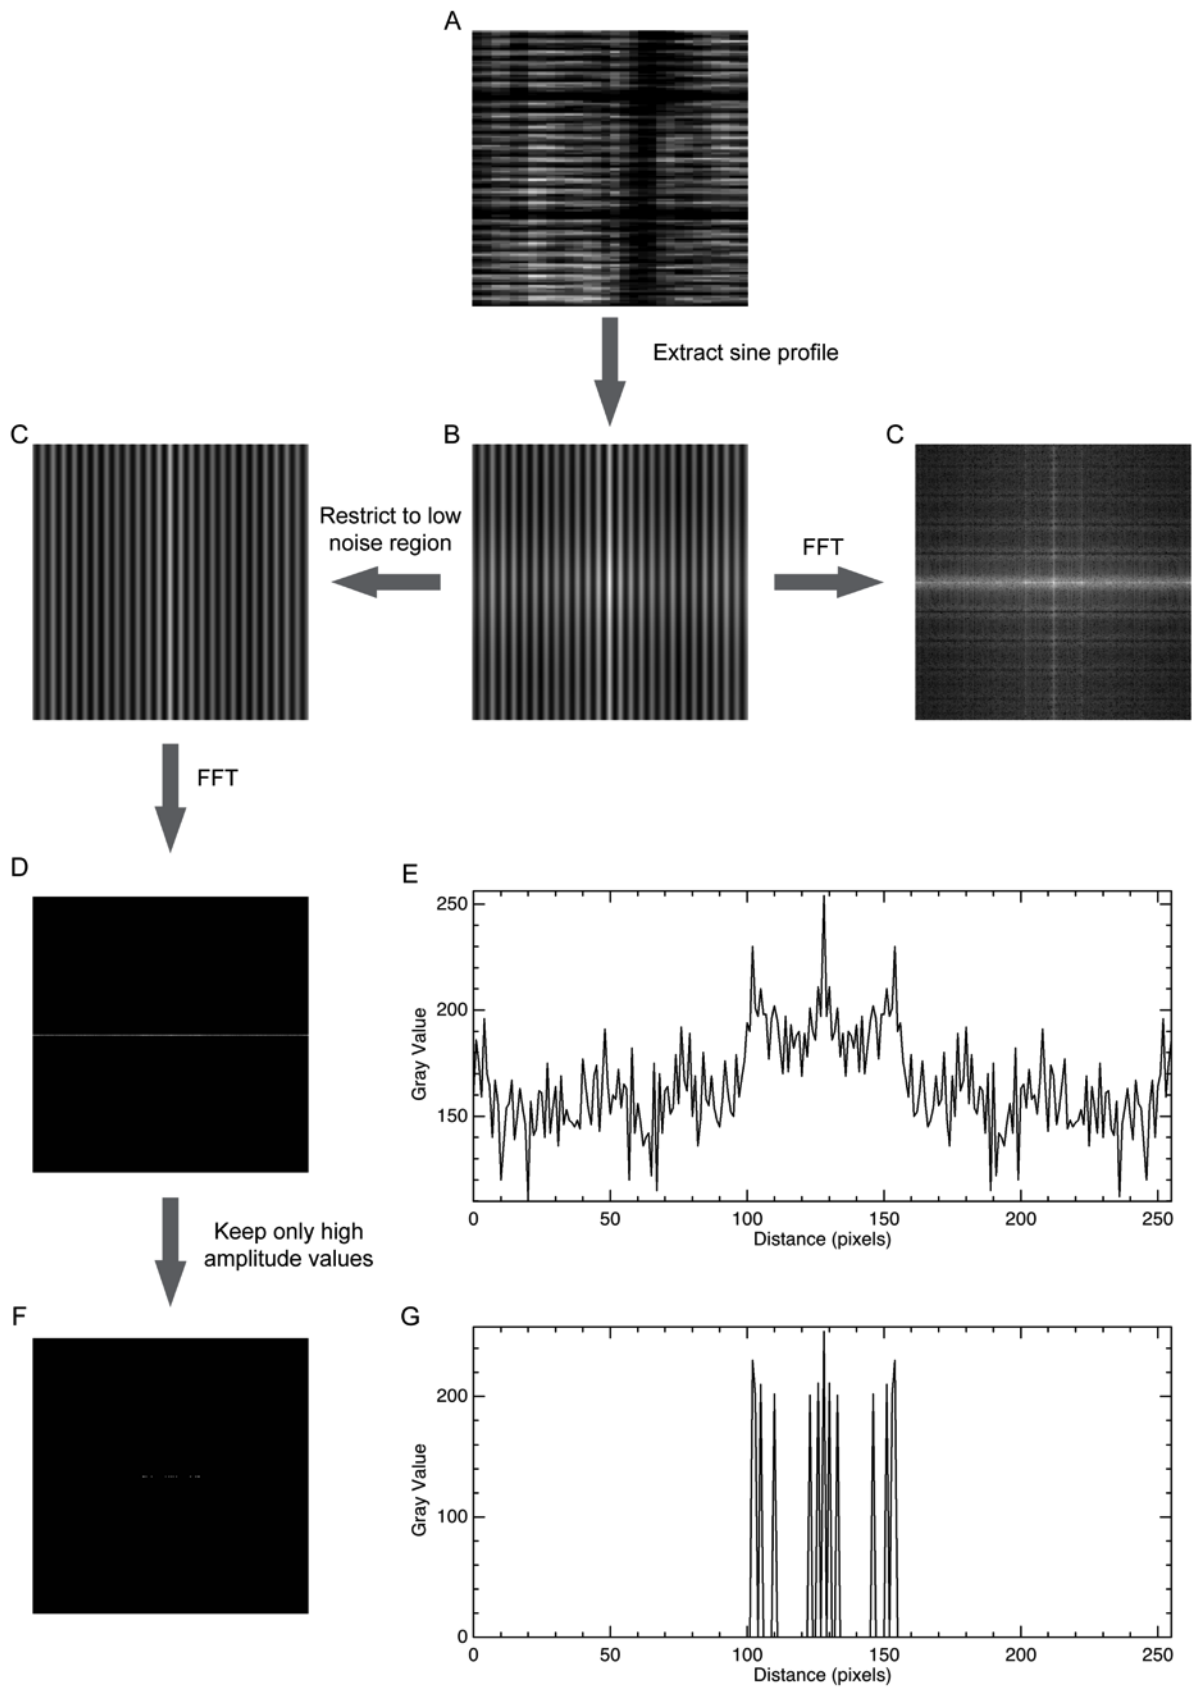 A
Extract sine profile
C
B
C
Restrict to low
noise region
FFT
FFT
D
E
250
200
150
Gray Value
0
50
100
150
200
250
Distance (pixels)
Keep only high
amplitude values
F
G
200
100
0
Gray Value
0
50
100
150
200
250
Distance (pixels)